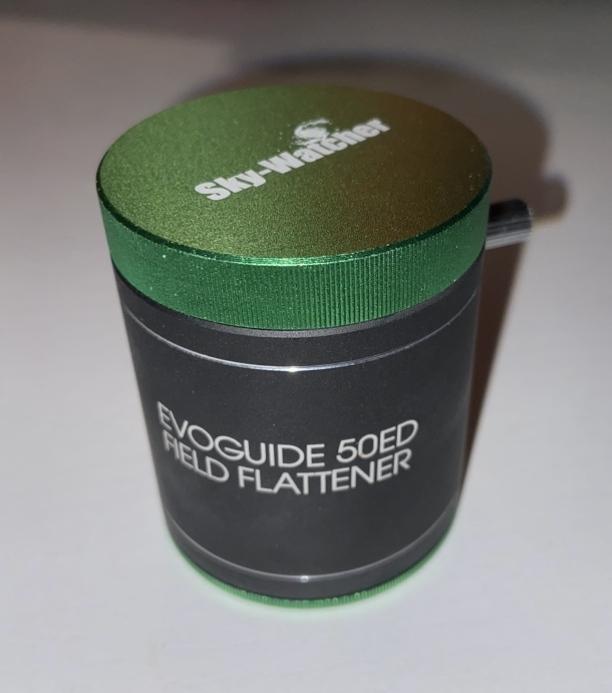 Sky-Watcher
EVOGUIDE 50ED
FIELD FLATTENER